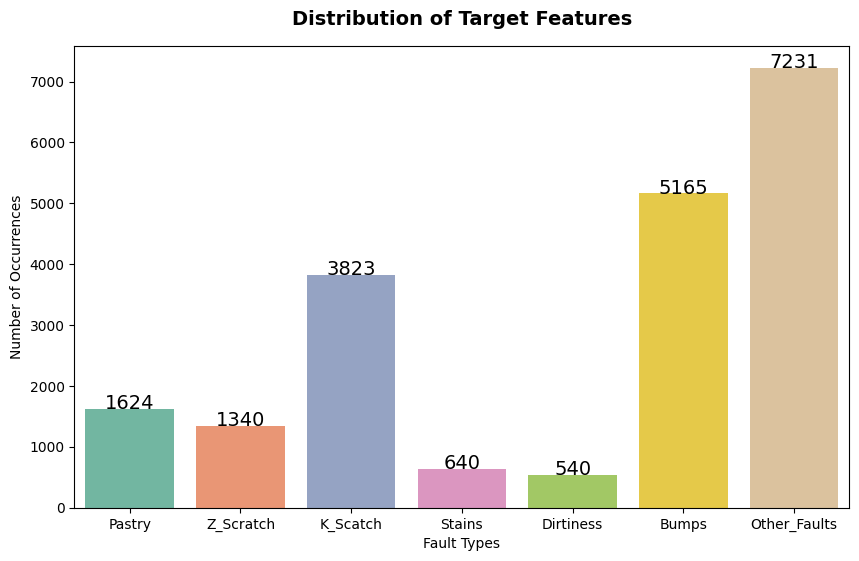 Distribution of Target Features
Number of Occurrences
7000
6000
5000
4000
3000
2000
1000
0
1624
1340
3823
640
540
5165
7231
Pastry
Z_Scratch
K_Scatch
Stains
Dirtiness
Bumps
Other_Faults
Fault Types